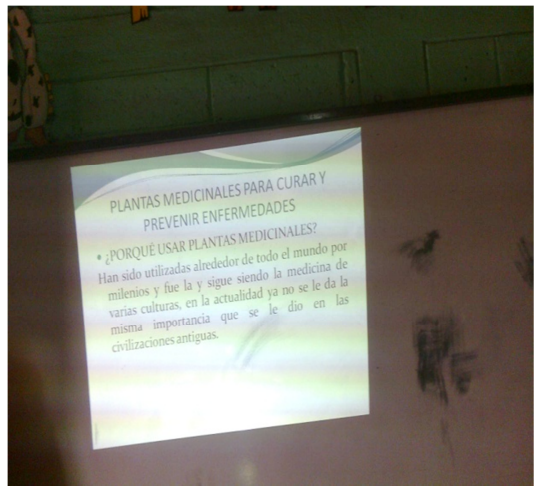 PLANTAS MEDICINALES PARA CURAR Y
PREVENIR ENFERMEDADES
• ¿PORQUÉ USAR PLANTAS MEDICINALES?
Han sido utilizadas alrededor de todo el mundo por
milenios y fue la y sigue siendo la medicina de
varias culturas, en la actualidad ya no se le da la
misma importancia que se le dio en las
civilizaciones antiguas.